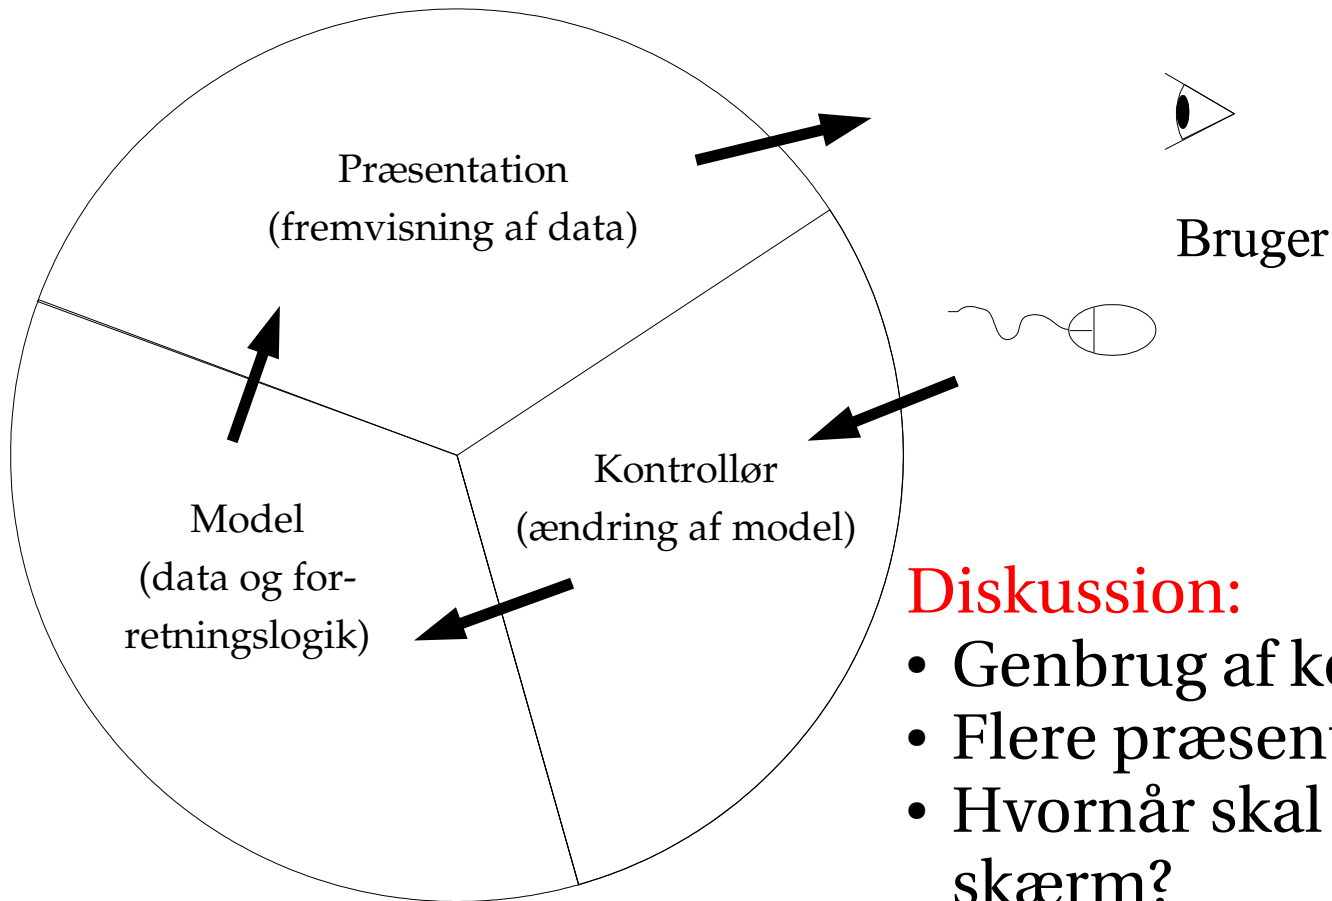 Præsentation
(fremvisning af data)
Bruger
Kontrollør
(ændring af model)
Model
(data og for-
retningslogik)
Diskussion:
• Genbrug af
• Flere
• Hvornår skal
skærm?